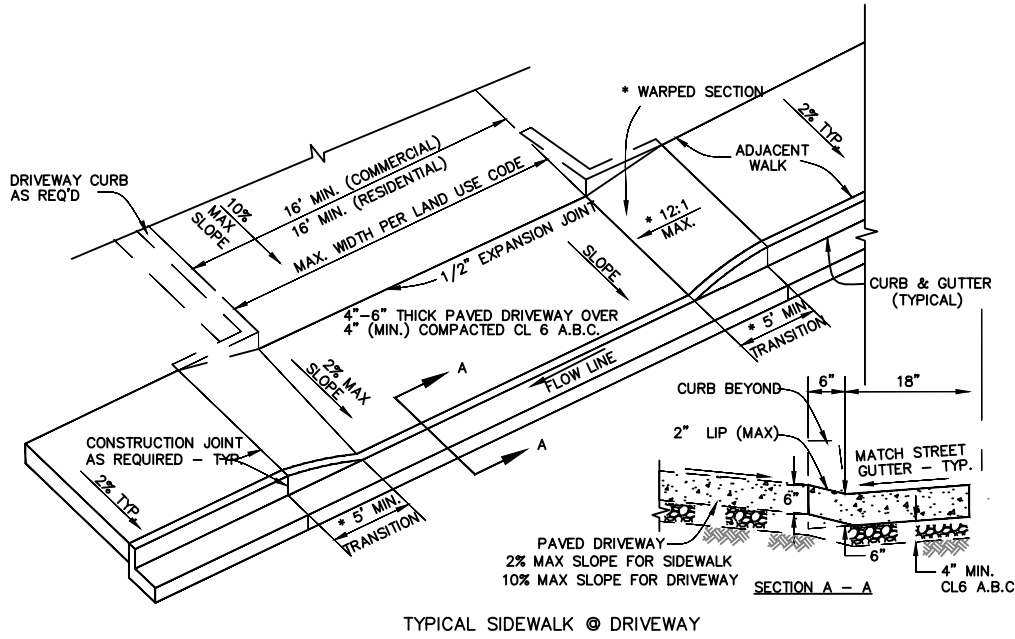 * WARPED SECTION
2% TYP
ADJACENT
WALK
DRIVEWAY CURB
AS REQ'D
16' MIN. (COMMERCIAL)
16' MIN. (RESIDENTIAL)
10%
MAX
SLOPE
MAX. WIDTH PER LAND USE CODE
* 12:1
MAX.
1/2" EXPANSION JOINT
SLOPE
CURB & GUTTER
(TYPICAL)
4"-6" THICK PAVED DRIVEWAY OVER
4" (MIN.) COMPACTED CL 6 A.B.C.
* 5' MIN.
TRANSITION
2% MAX
SLOPE
A
FLOW LINE
A
CONSTRUCTION JOINT
AS REQUIRED - TYP.
2% TYP
* 5' MIN.
TRANSITION
CURB BEYOND
6"
18"
2" LIP (MAX)
MATCH STREET
GUTTER - TYP.
6"
PAVED DRIVEWAY
2% MAX SLOPE FOR SIDEWALK
10% MAX SLOPE FOR DRIVEWAY
6"
4" MIN.
CL6 A.B.C
SECTION A - A
TYPICAL SIDEWALK @ DRIVEWAY